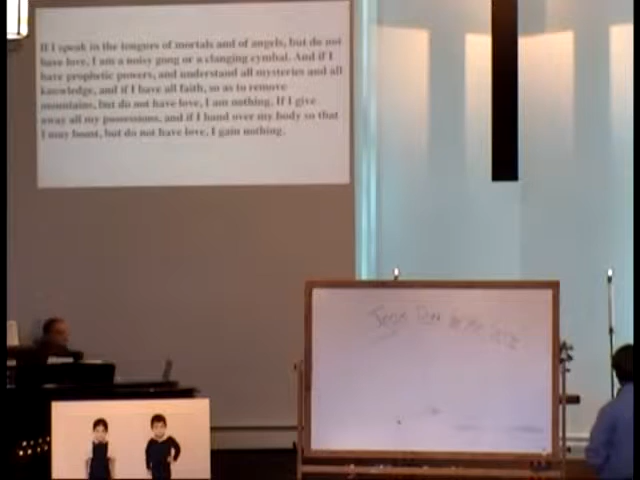 If I speak in the tongues of mortals and of angels, but do not
have love, I am a noisy gong or a clanging cymbal. And if I
have prophetic powers, and understand all mysteries and all
knowledge, and if I have all faith, so as to remove
mountains, but do not have love, I am nothing. If I give
away all my possessions, and if I hand over my body so that
I may boast, but do not have love, I gain nothing.